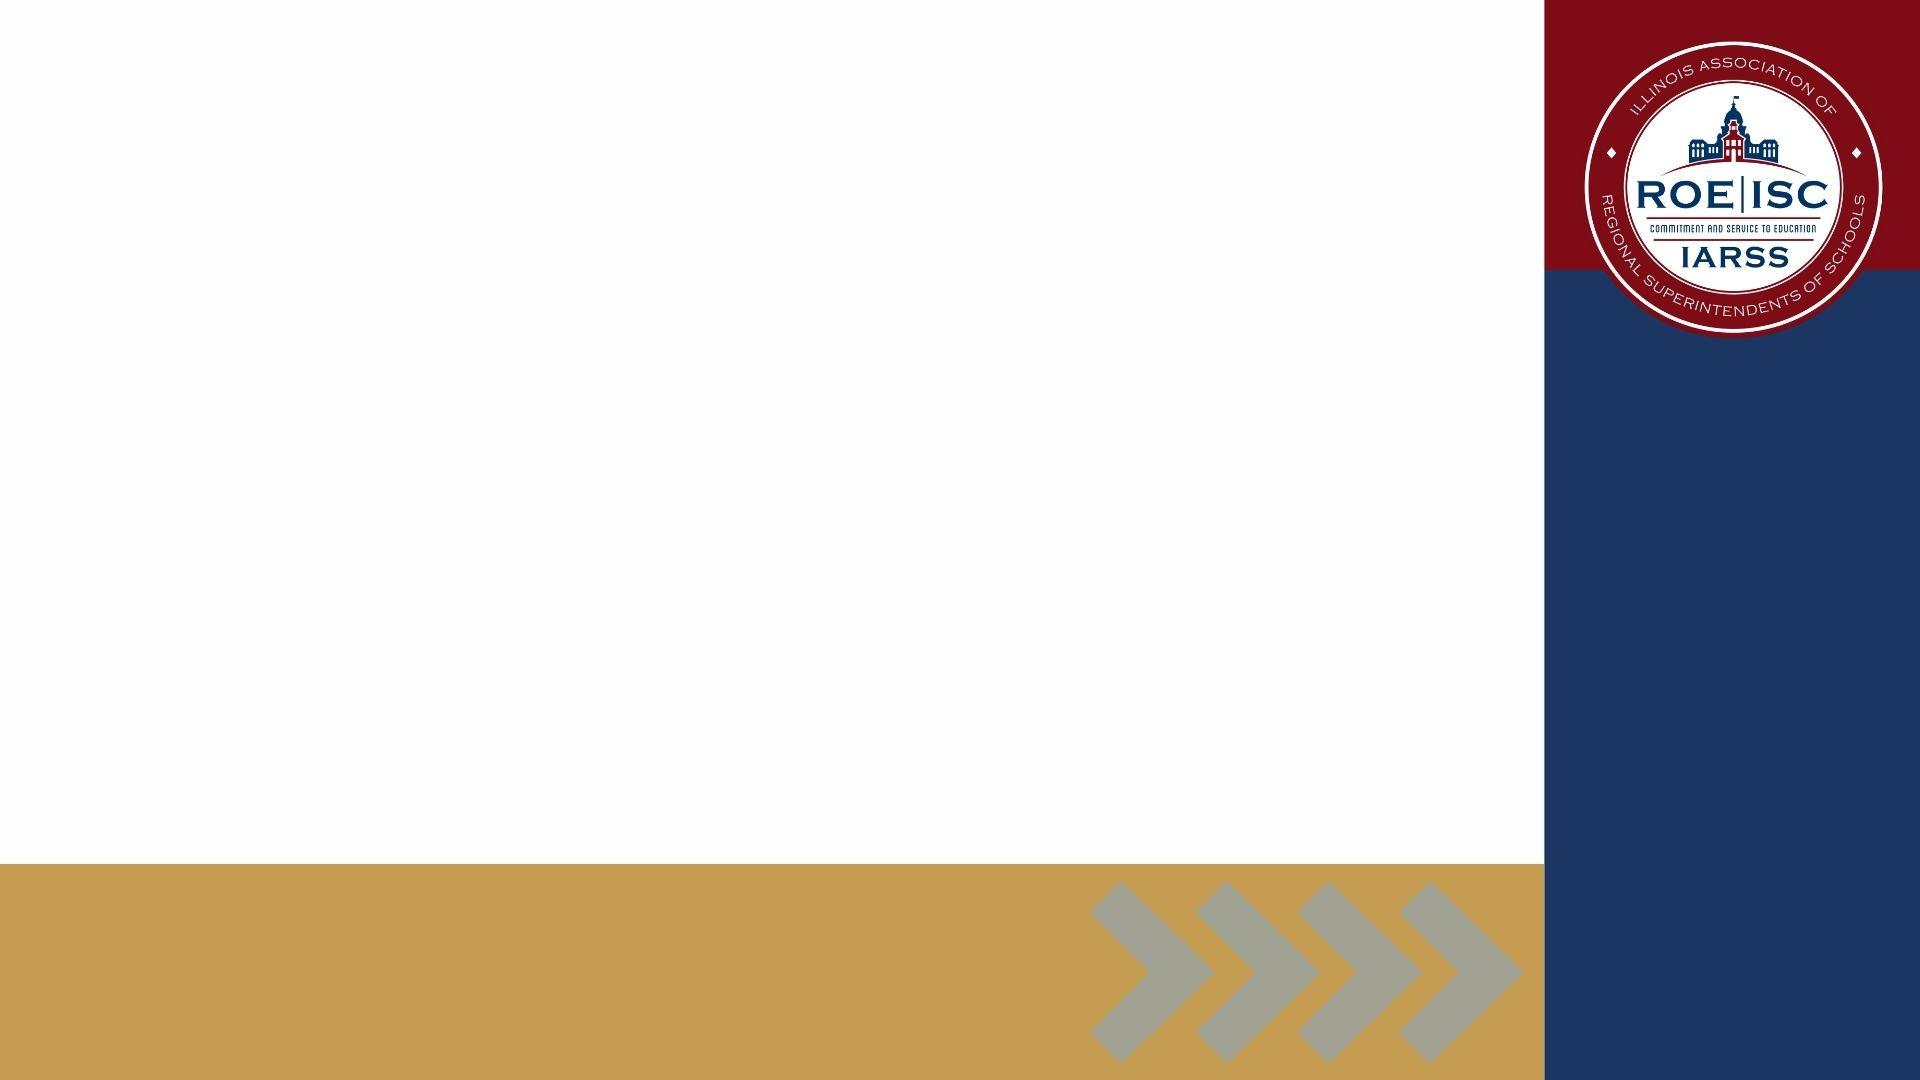 ILLINOIS ASSOCIATION OF
ROE|ISC
COMMITMENT AND SERVICE TO EDUCATION
IARSS
REGIONAL SUPERINTENDENTS OF SCHOOLS